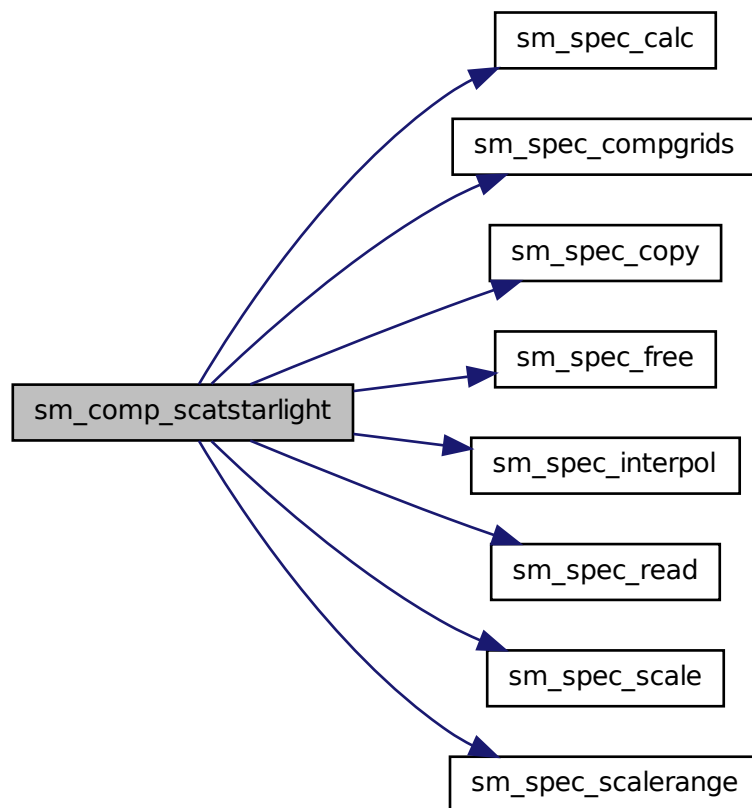 sm_spec_calc
sm_spec_compgrids
sm_spec_copy
sm_spec_free
sm_comp_scatstarlight
sm_spec_interpol
sm_spec_read
sm_spec_scale
sm_spec_scalerange